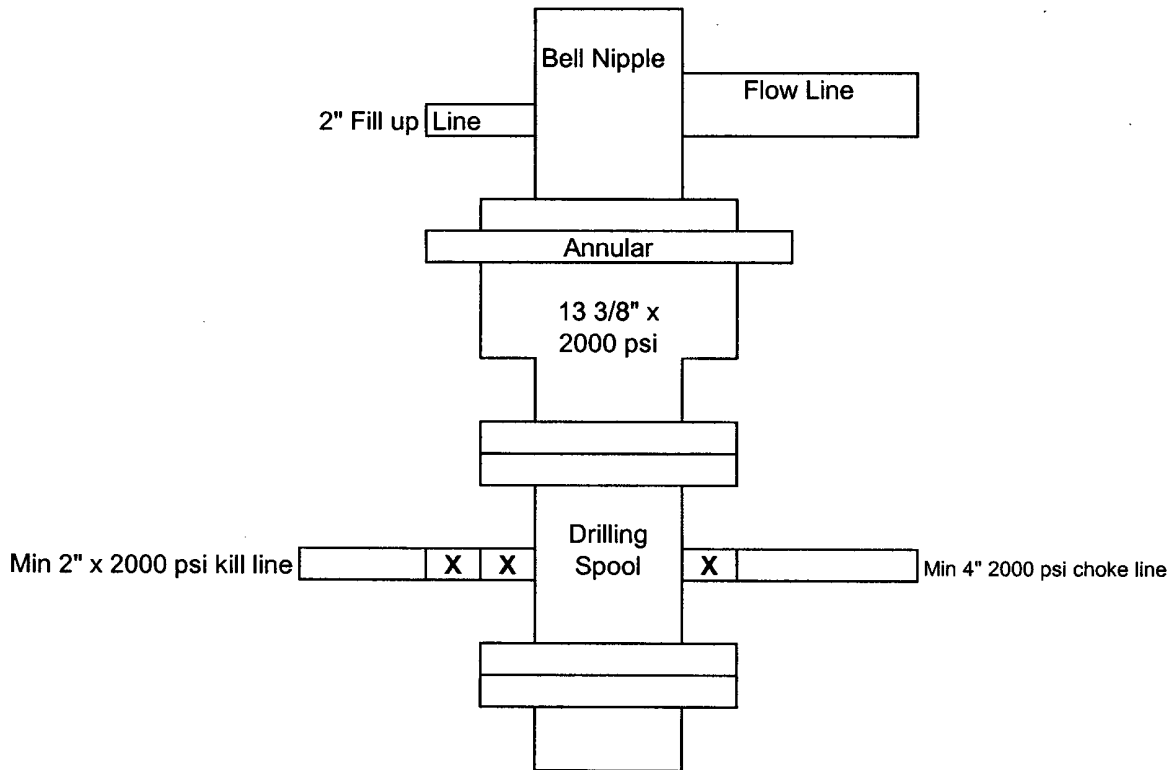 Bell Nipple
Flow Line
2" Fill up Line
Annular
13 3/8" x
2000 psi
Drilling
Spool
Min 2" x 2000 psi kill line
X X
X
Min 4" 2000 psi choke line